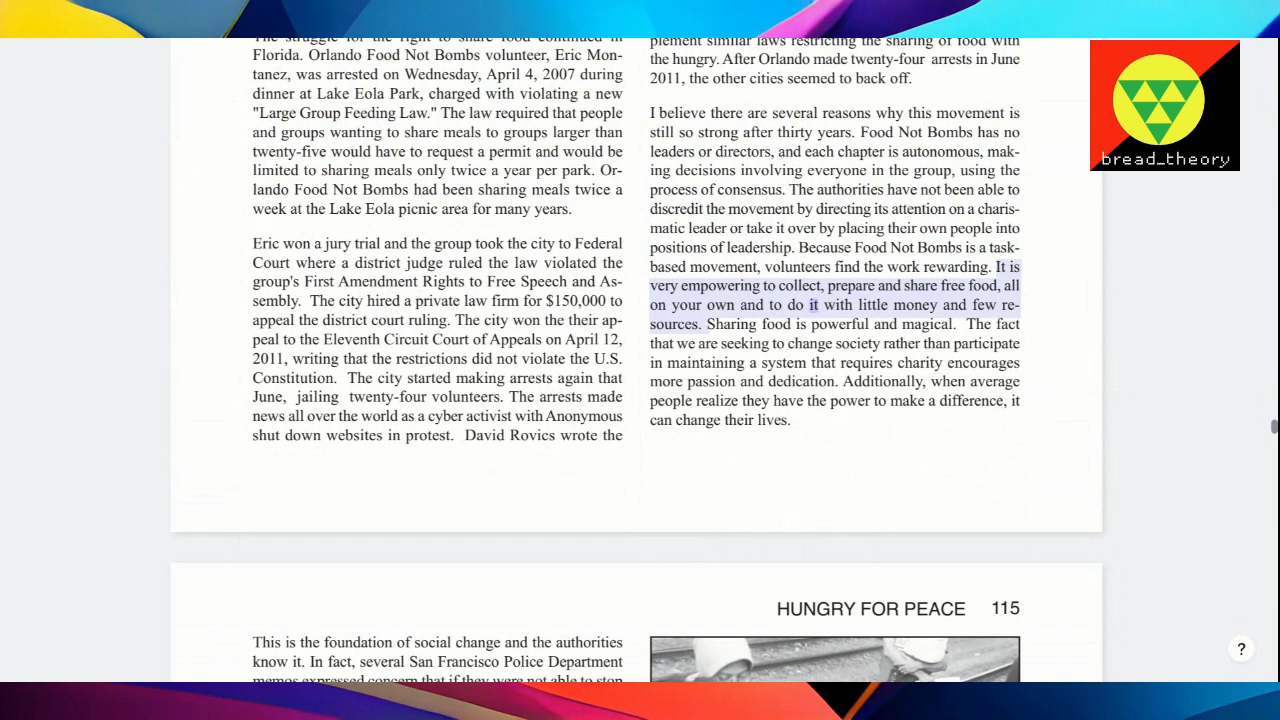 The struggle for the right to share food continued in
Florida. Orlando Food Not Bombs volunteer, Eric Mon-
tanez, was arrested on Wednesday, April 4, 2007 during
dinner at Lake Eola Park, charged with violating a new
"Large Group Feeding Law." The law required that people
and groups wanting to share meals to groups larger than
twenty-five would have to request a permit and would be
limited to sharing meals only twice a year per park. Or-
lando Food Not Bombs had been sharing meals twice a
week at the Lake Eola picnic area for many years.
Eric won a jury trial and the group took the city to Federal
Court where a district judge ruled the law violated the
group's First Amendment Rights to Free Speech and As-
sembly. The city hired a private law firm for $150,000 to
appeal the district court ruling. The city won the their ap-
peal to the Eleventh Circuit Court of Appeals on April 12,
2011, writing that the restrictions did not violate the U.S.
Constitution. The city started making arrests again that
June, jailing twenty-four volunteers. The arrests made
news all over the world as a cyber activist with Anonymous
shut down websites in protest. David Rovics wrote the
plement similar laws restricting the sharing of food with
the hungry. After Orlando made twenty-four arrests in June
2011, the other cities seemed to back off.
I believe there are several reasons why this movement is
still so strong after thirty years. Food Not Bombs has no
leaders or directors, and each chapter is autonomous, mak-
ing decisions involving everyone in the group, using the
process of consensus. The authorities have not been able to
discredit the movement by directing its attention on a charis-
matic leader or take it over by placing their own people into
positions of leadership. Because Food Not Bombs is a task-
based movement, volunteers find the work rewarding. It is
very empowering to collect, prepare and share free food, all
on your own and to do it with little money and few re-
sources. Sharing food is powerful and magical. The fact
that we are seeking to change society rather than participate
in maintaining a system that requires charity encourages
more passion and dedication. Additionally, when average
people realize they have the power to make a difference, it
can change their lives.
bread_theory
HUNGRY FOR PEACE 115
This is the foundation of social change and the authorities
know it. In fact, several San Francisco Police Department
memos expressed concern that if they were not able to stop
?